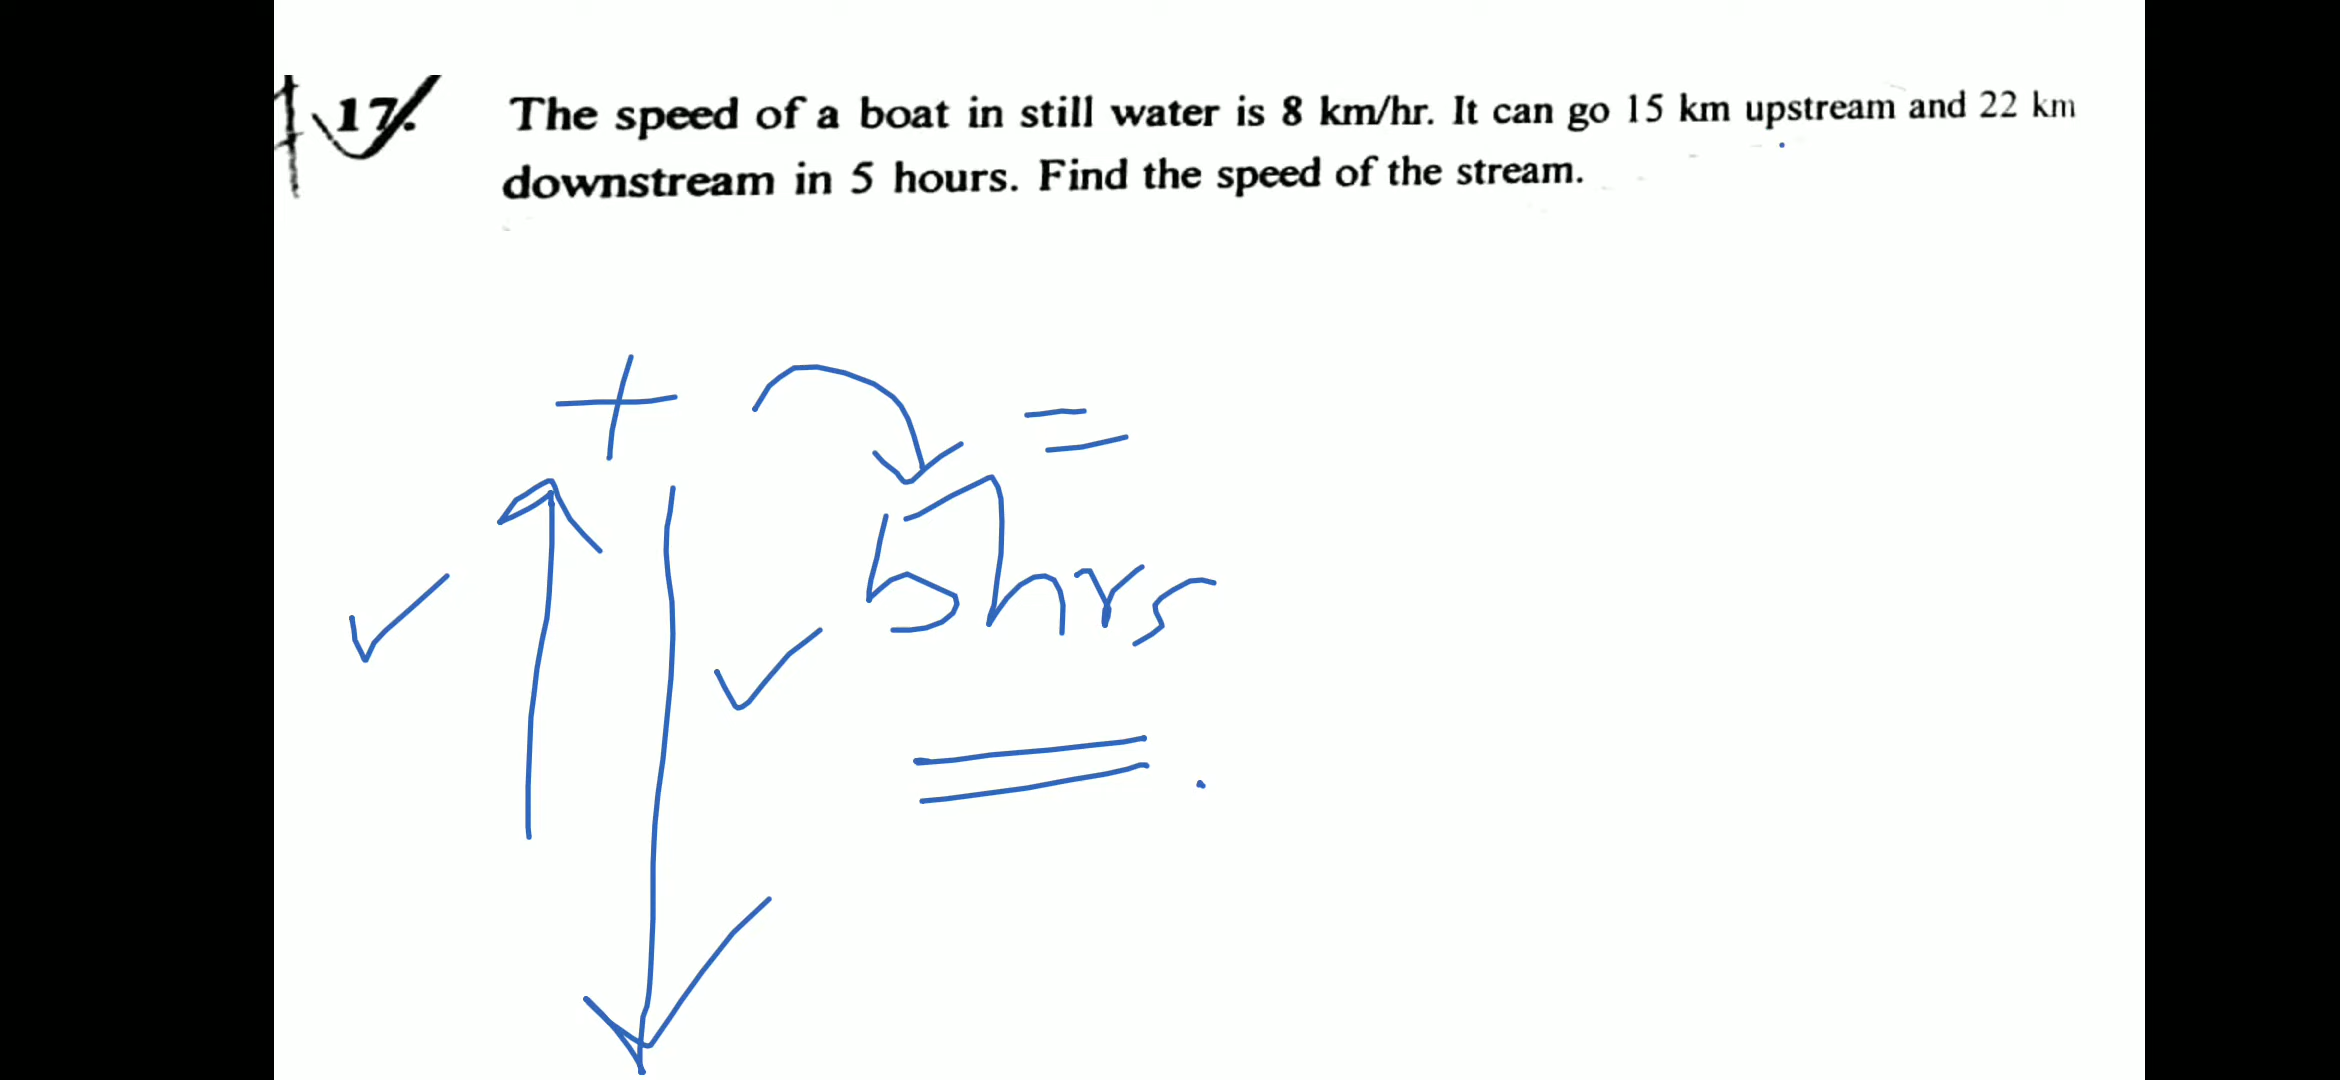 17. The speed of a boat in still water is 8 km/hr. It can go 15 km upstream and 22 km
downstream in 5 hours. Find the speed of the stream.
+ =
5hrs